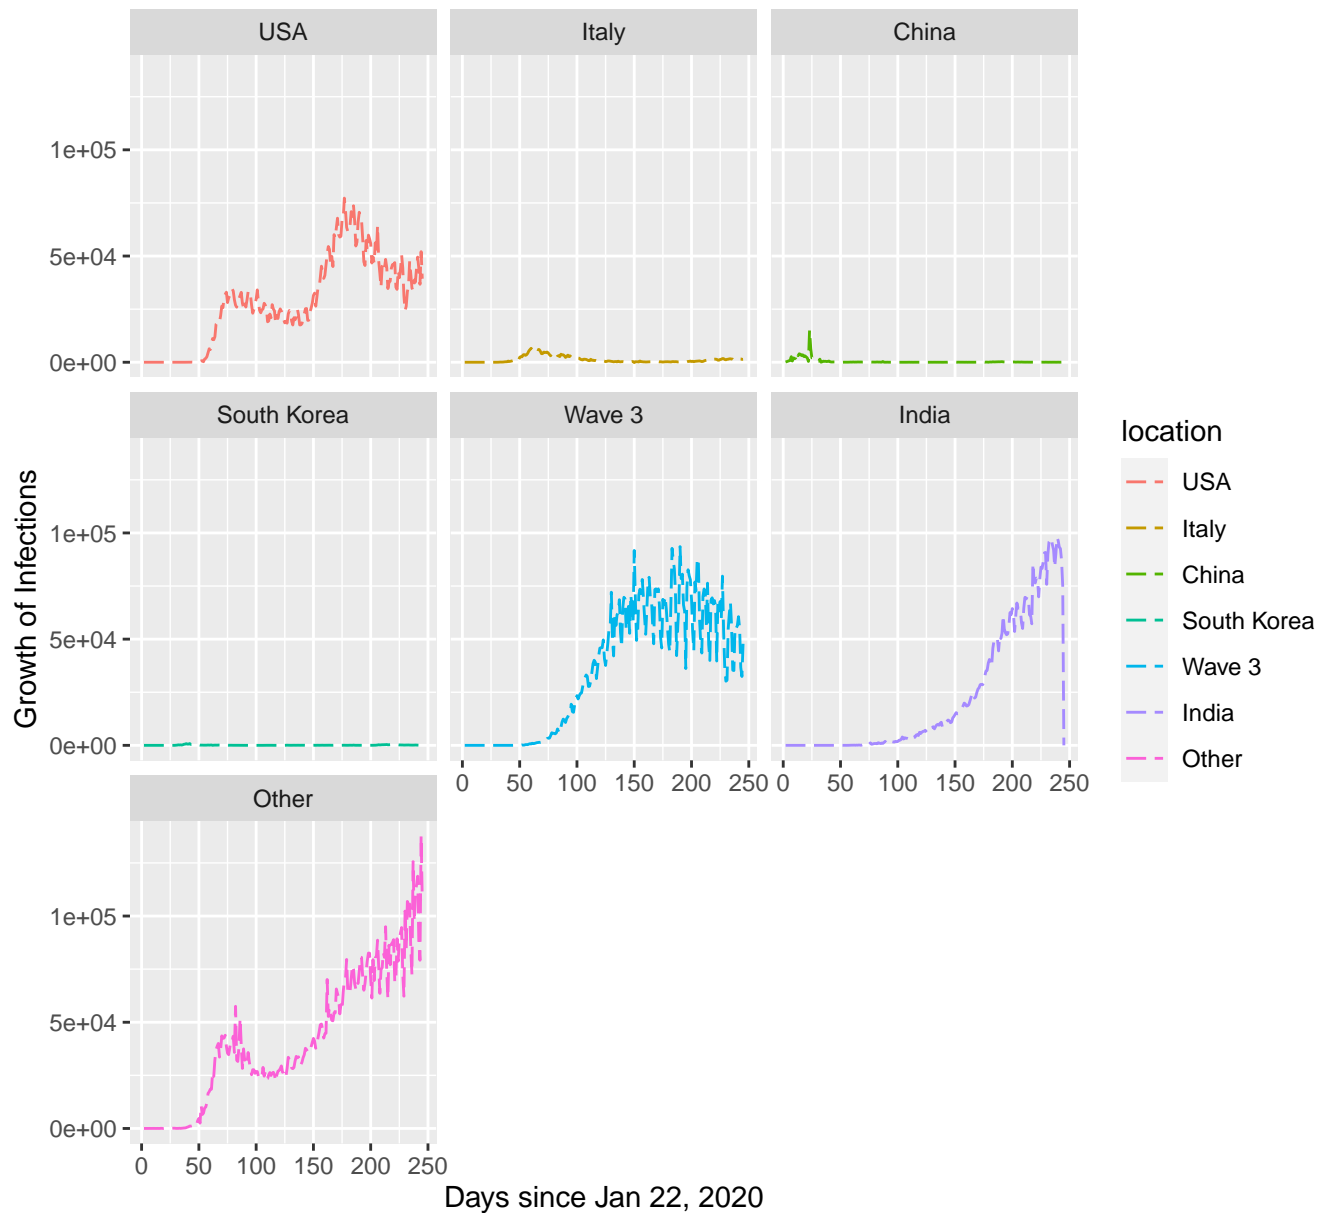 USA
Italy
China
1e+05
5e+04
0e+00
South Korea
Wave 3
India
1e+05
5e+04
0e+00
0 50 100 150 200 250
0 50 100 150 200 250
Other
1e+05
5e+04
0e+00
0 50 100 150 200 250
Days since Jan 22, 2020
Growth of Infections
location
USA
Italy
China
South Korea
Wave 3
India
Other